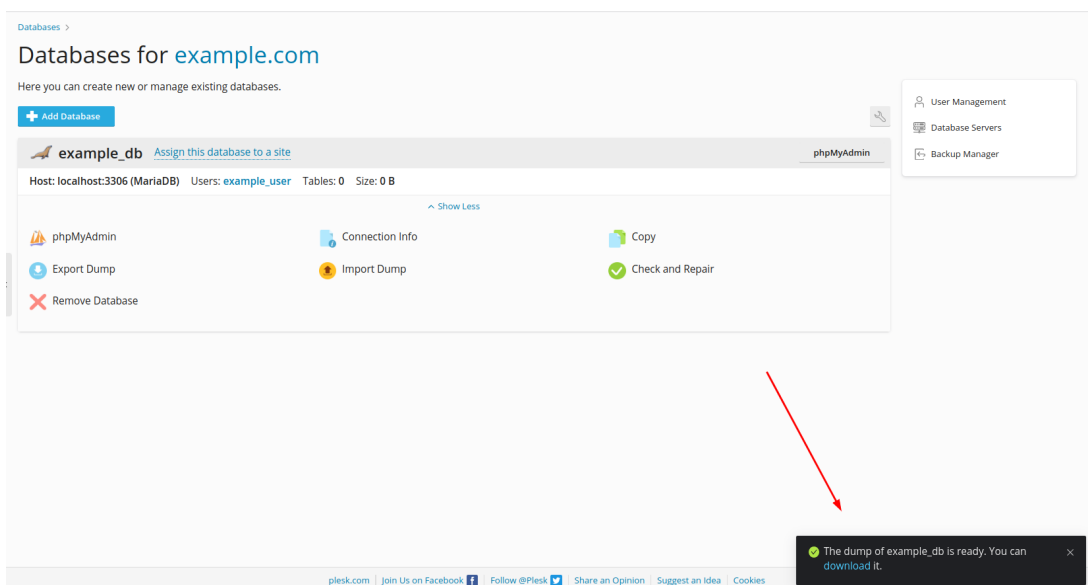 Databases >
Databases for example.com
Here you can create new or manage existing databases.
Add Database
User Management
Database Servers
Backup Manager
example_db Assign this database to a site phpMyAdmin
Host: localhost:3306 (MariaDB) Users: example_user Tables: 0 Size: 0 B
Show Less
phpMyAdmin Connection Info Copy
Export Dump Import Dump Check and Repair
Remove Database
The dump of example_db is ready. You can
download it.
plesk.com Join Us on Facebook Follow @Plesk Share an Opinion Suggest an Idea Cookies